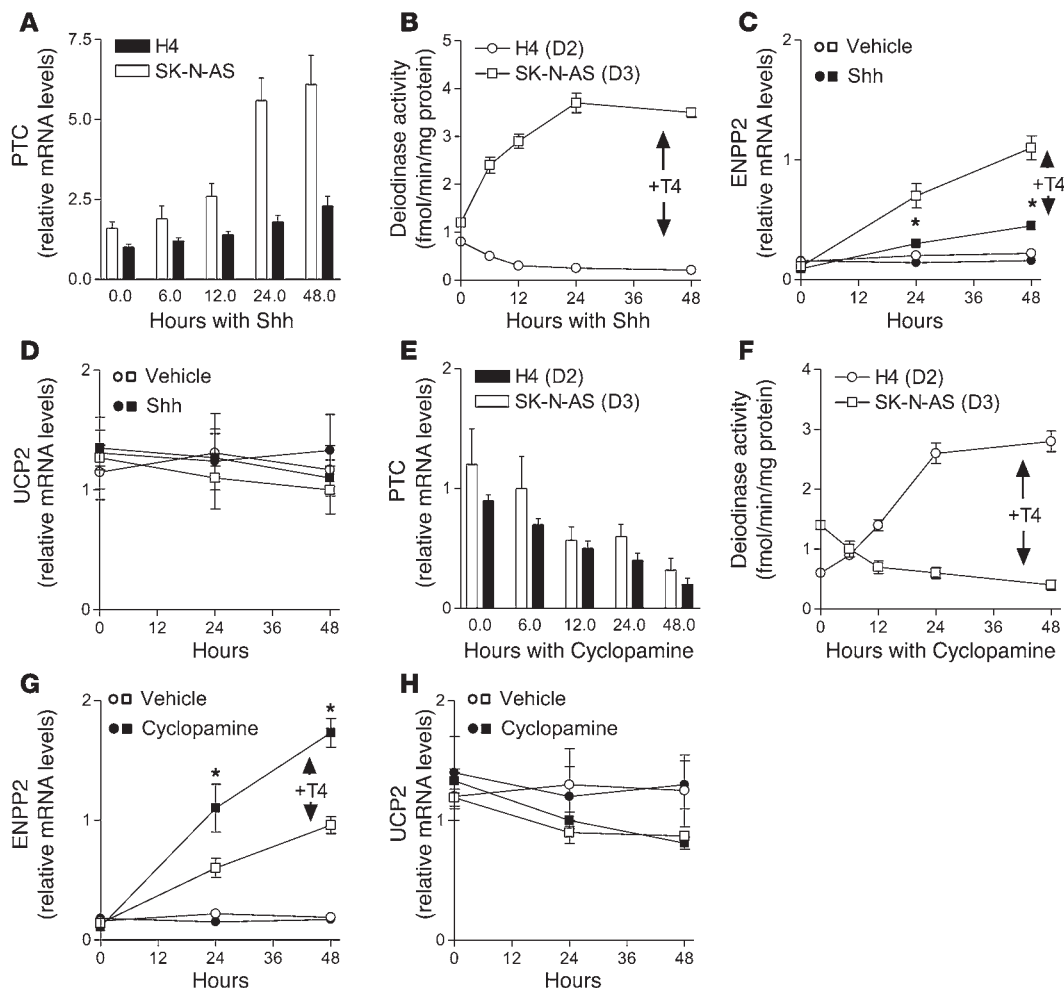 A
H4
SK-N-AS
PTC
(relative mRNA levels)
7.5
5.0
2.5
0.0
0.0 6.0 12.0 24.0 48.0
Hours with Shh
B
H4 (D2)
SK-N-AS (D3)
Deiodinase activity
(fmol/min/mg protein)
5
4
3
2
1
0
+T4
0 12 24 36 48
Hours with Shh
C
Vehicle
Shh
ENPP2
(relative mRNA levels)
2
1
0
* *
+T4
0 12 24 36 48
Hours
D
Vehicle
Shh
UCP2
(relative mRNA levels)
2
1
0
0 12 24 36 48
Hours
E
H4 (D2)
SK-N-AS (D3)
PTC
(relative mRNA levels)
2
1
0
0.0 6.0 12.0 24.0 48.0
Hours with Cyclopamine
F
H4 (D2)
SK-N-AS (D3)
Deiodinase activity
(fmol/min/mg protein)
4
3
2
1
0
+T4
0 12 24 36 48
Hours with Cyclopamine
G
Vehicle
Cyclopamine
ENPP2
(relative mRNA levels)
2
1
0
* *
+T4
0 12 24 36 48
Hours
H
Vehicle
Cyclopamine
UCP2
(relative mRNA levels)
2
1
0
0 12 24 36 48
Hours